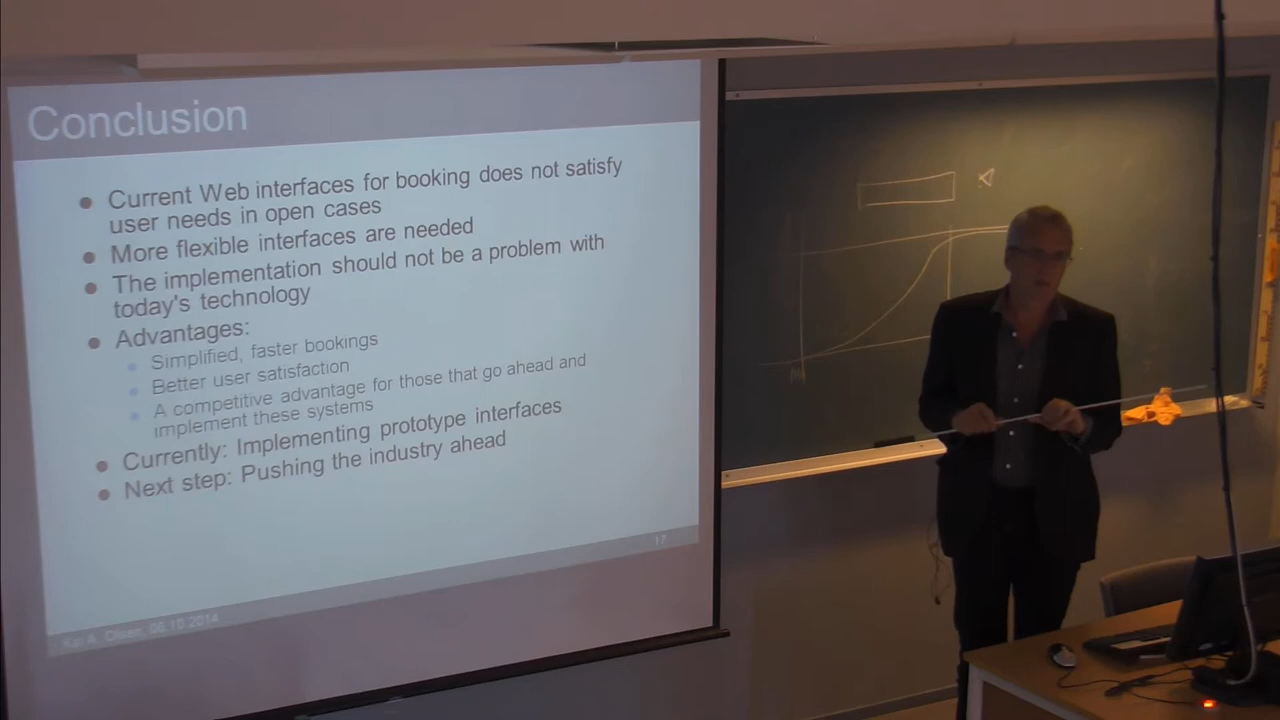 Conclusion
Current Web interfaces for booking does not satisfy
user needs in open cases
More flexible interfaces are needed
The implementation should not be a problem with
today's technology
Advantages:
Simplified, faster bookings
Better user satisfaction
A competitive advantage for those that go ahead and
implement these systems
Currently: Implementing prototype interfaces
Next step: Pushing the industry ahead
17
Kai A. Olsen, 06.10.2014